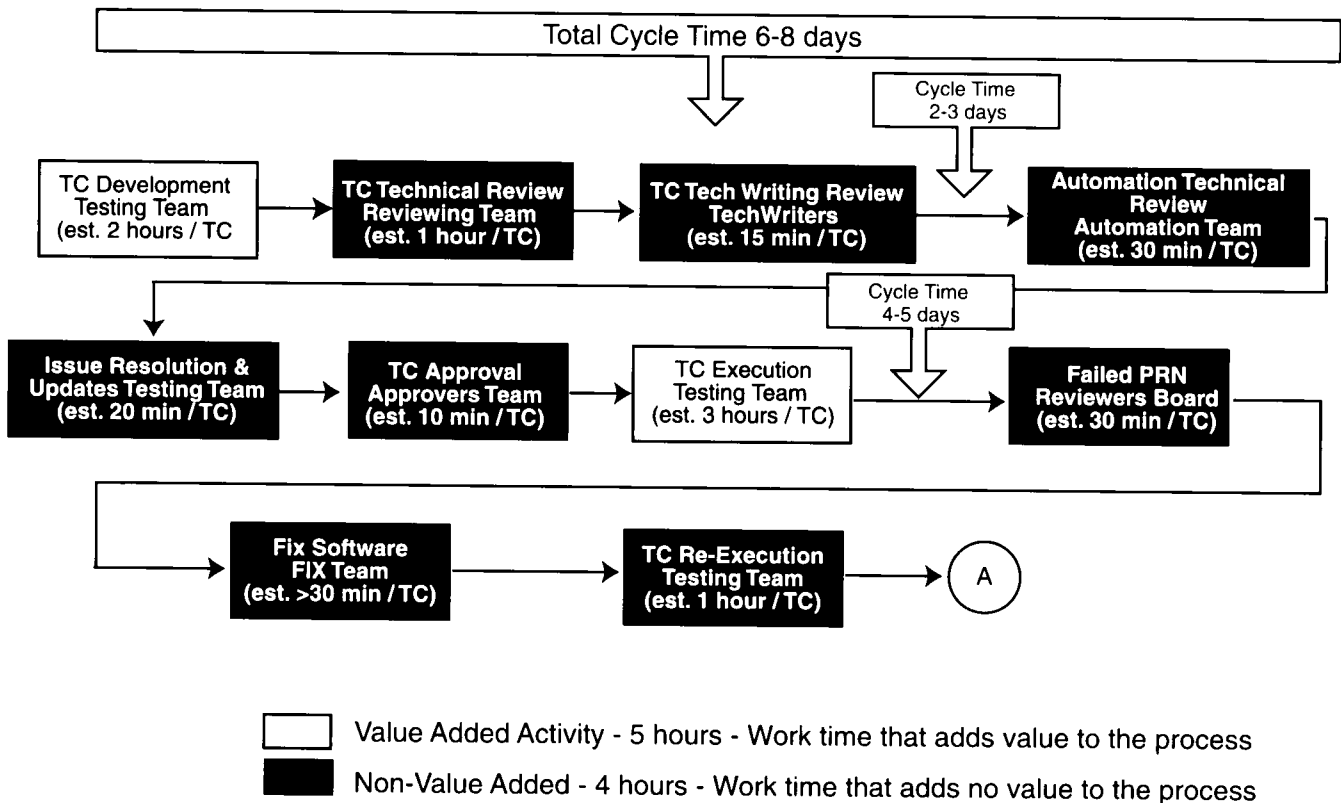 Total Cycle Time 6-8 days
Cycle Time
2-3 days
TC Development
Testing Team
(est. 2 hours / TC
TC Technical Review
Reviewing Team
(est. 1 hour / TC)
TC Tech Writing Review
TechWriters
(est. 15 min / TC)
Automation Technical
Review
Automation Team
(est. 30 min / TC)
Cycle Time
4-5 days
Issue Resolution &
Updates Testing Team
(est. 20 min / TC)
TC Approval
Approvers Team
(est. 10 min / TC)
TC Execution
Testing Team
(est. 3 hours / TC)
Failed PRN
Reviewers Board
(est. 30 min / TC)
Fix Software
FIX Team
(est. >30 min / TC)
TC Re-Execution
Testing Team
(est. 1 hour / TC)
A
Value Added Activity - 5 hours - Work time that adds value to the process
Non-Value Added - 4 hours - Work time that adds no value to the process